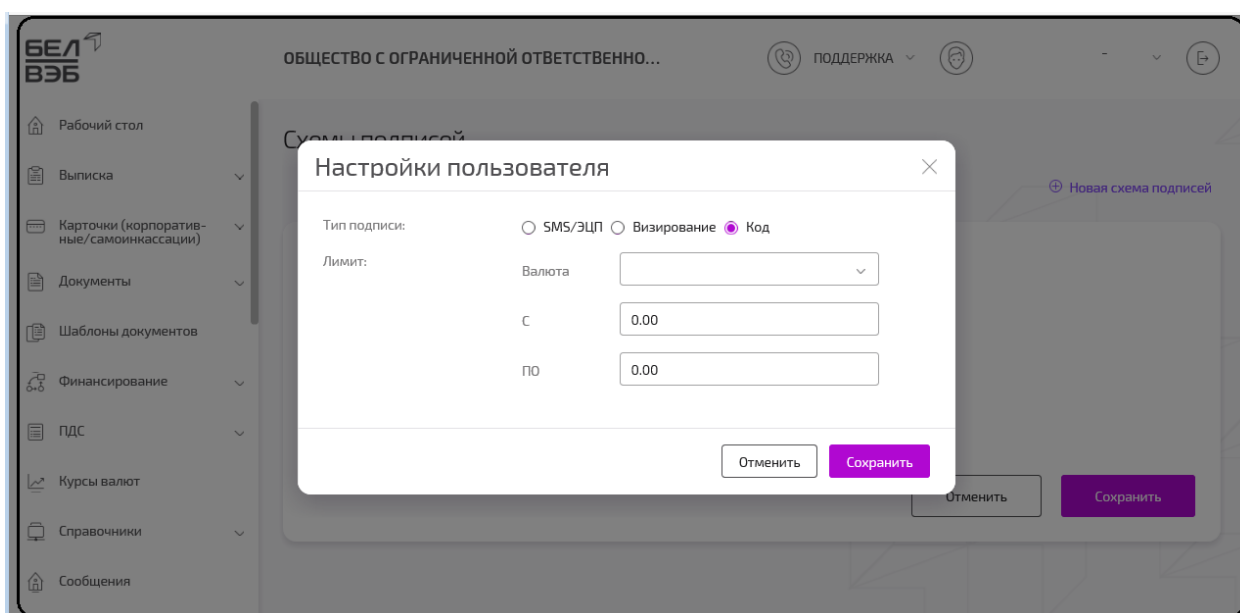 БЕЛ
ВЭБ
ОБЩЕСТВО С ОГРАНИЧЕННОЙ ОТВЕТСТВЕННО...
ПОДДЕРЖКА
-
Рабочий стол
Выписка
Карточки (корпоратив-
ные/самоинкассации)
Документы
Шаблоны документов
Финансирование
ПДС
Курсы валют
Справочники
Сообщения
Схемы подписей
Новая схема подписей
Настройки пользователя
Тип подписи:
SMS/ЭЦП Визирование Код
Лимит:
Валюта
С 0.00
ПО 0.00
Отменить Сохранить
Отменить Сохранить